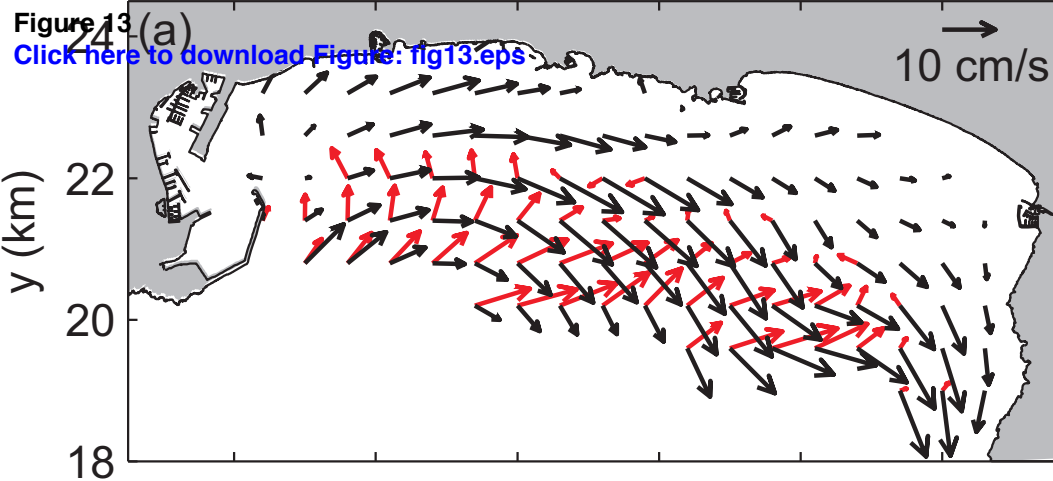 Figure 13
24 (a)
Click here to download Figure: fig13.eps
10 cm/s
22
y (km)
20
18